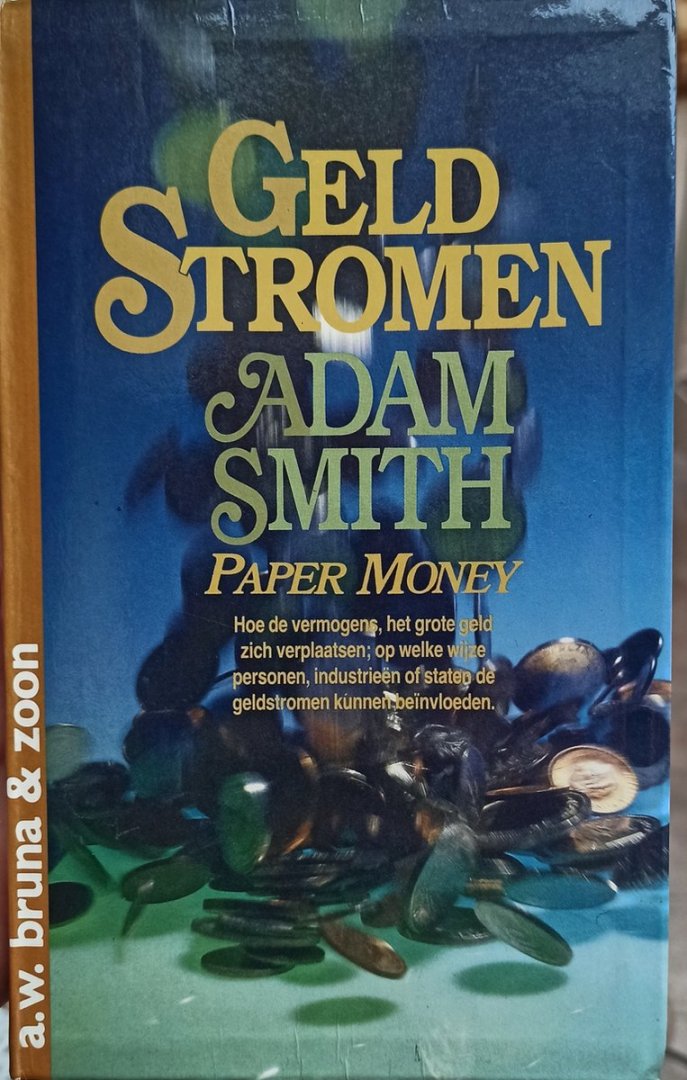 GELD
STROMEN
ADAM
SMITH
PAPER MONEY
Hoe de vermogens, het grote geld
zich verplaatsen; op welke wijze
personen, industrieën of staten de
geldstromen kunnen beïnvloeden.
a.w. bruna & zoon